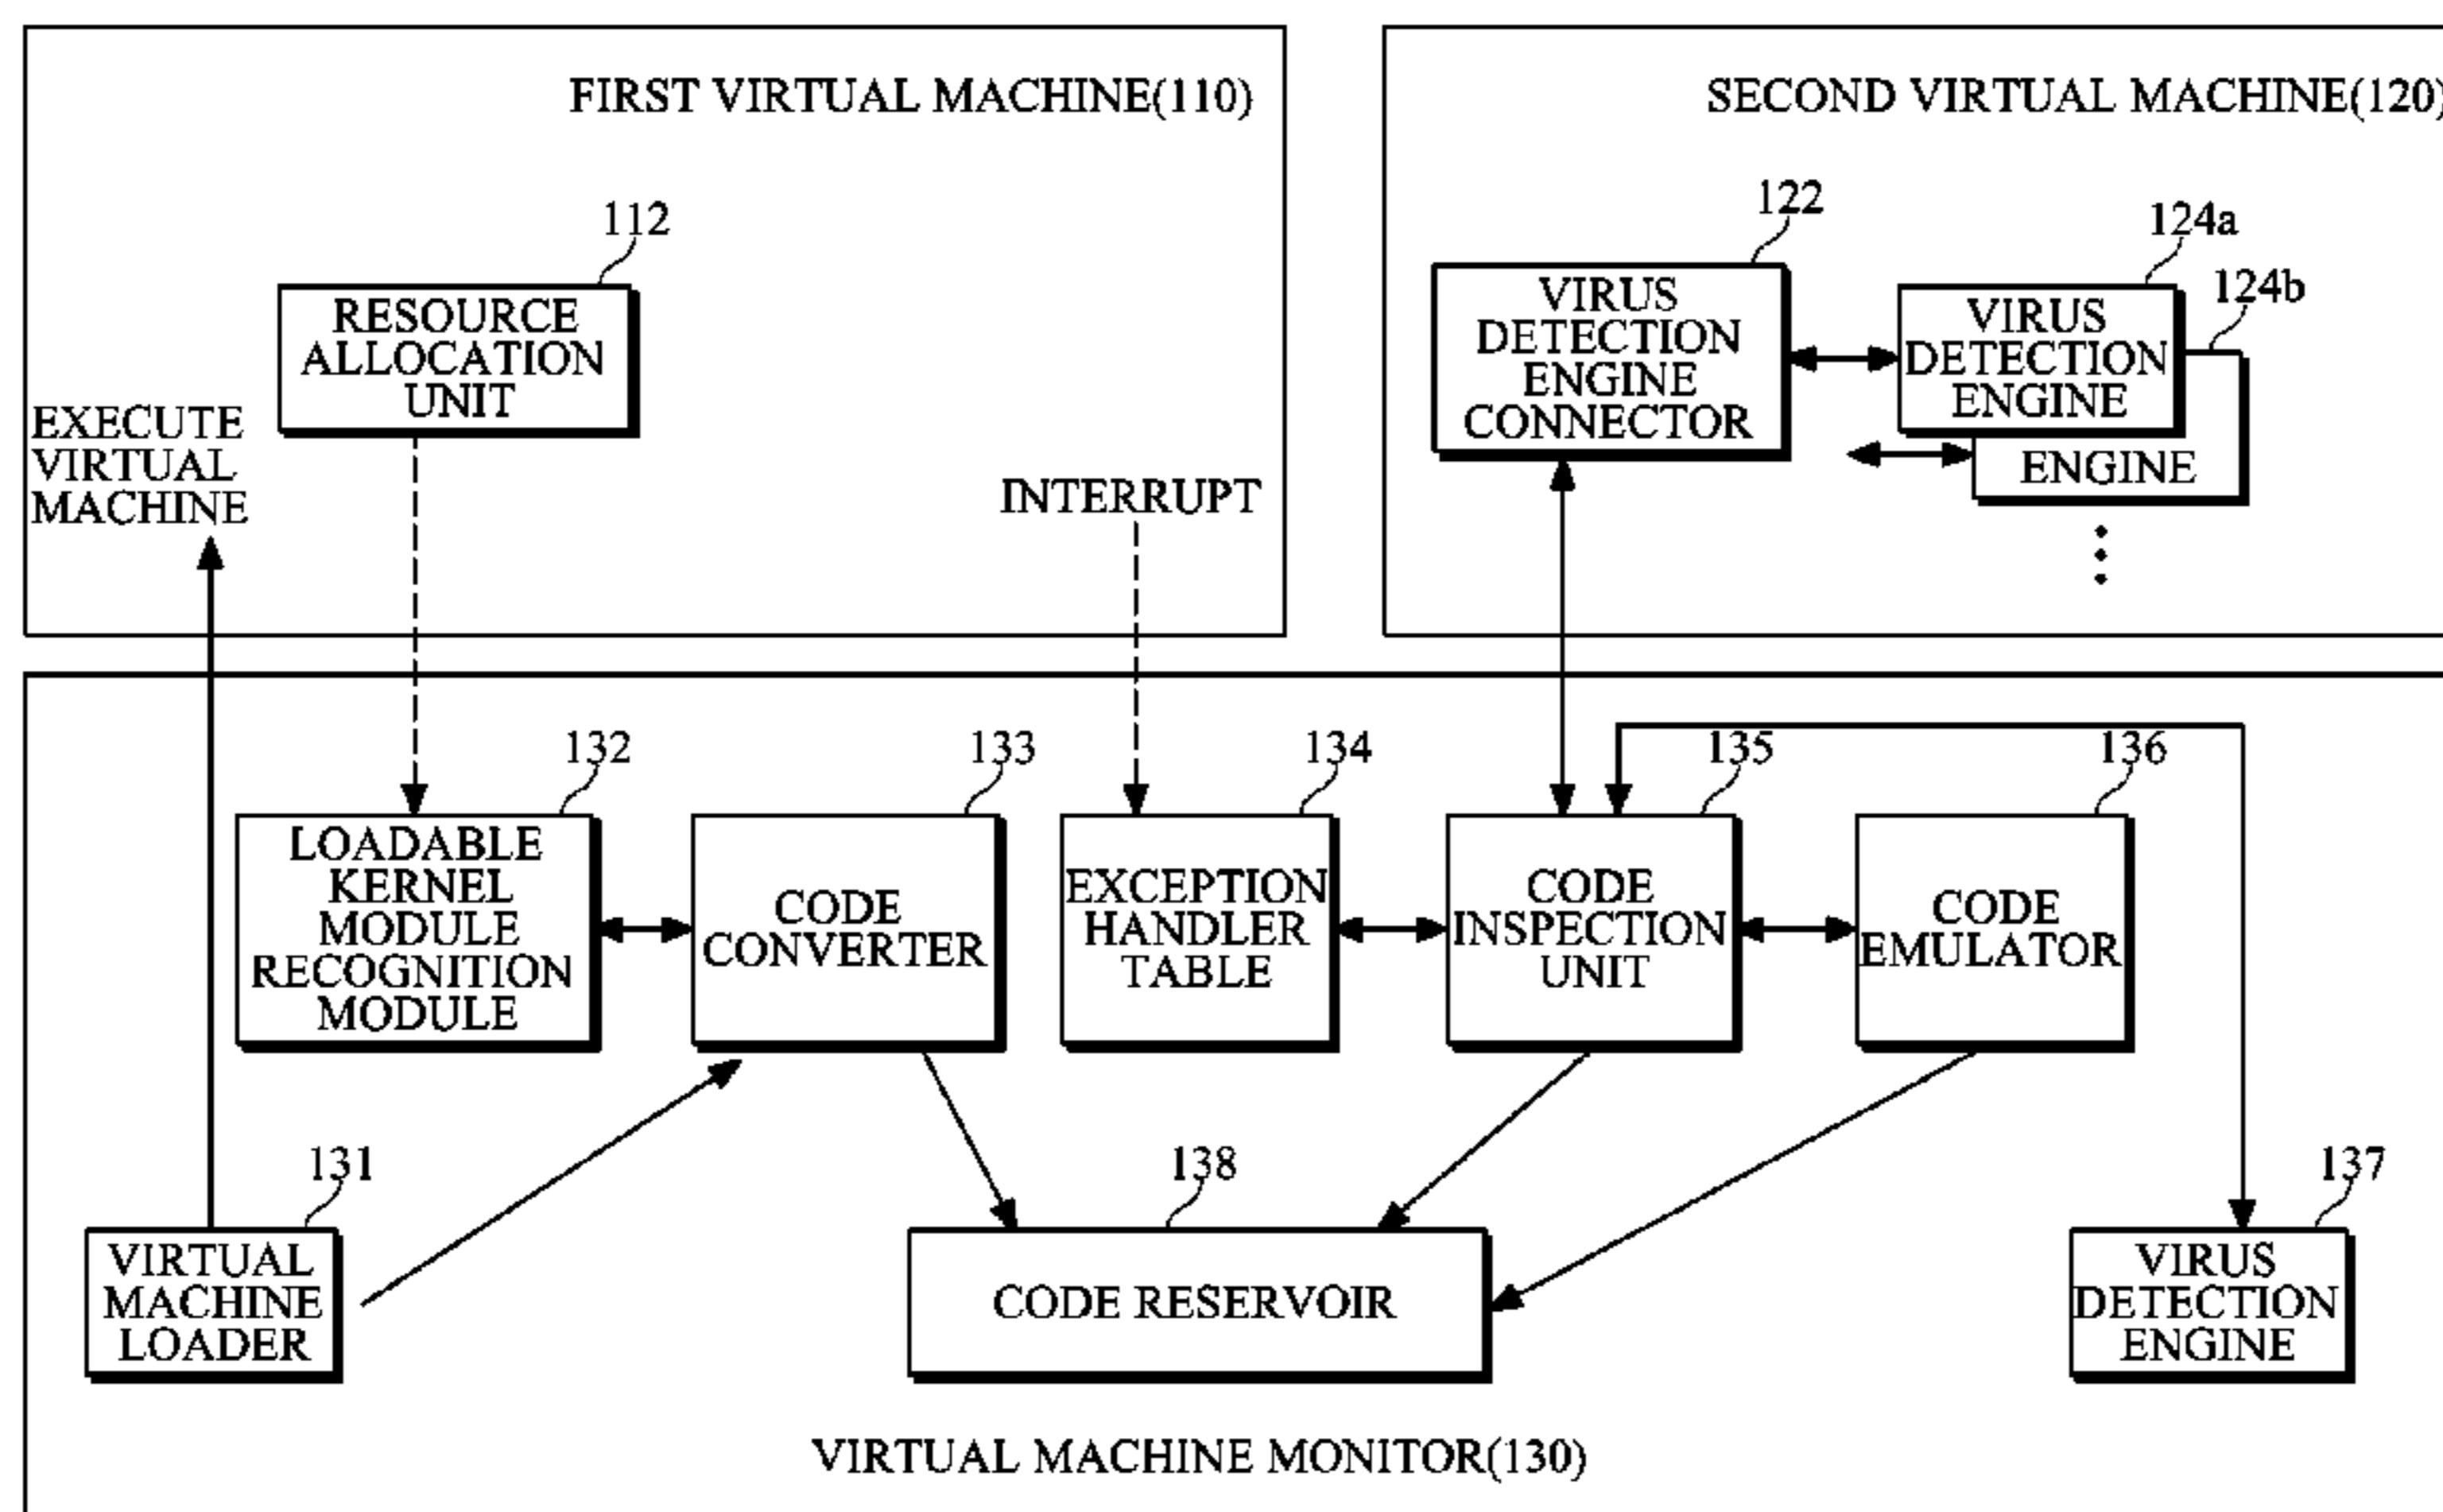 FIRST VIRTUAL MACHINE(110)
SECOND VIRTUAL MACHINE(120)
112
RESOURCE
ALLOCATION
UNIT
EXECUTE
VIRTUAL
MACHINE
INTERRUPT
122
VIRUS
DETECTION
ENGINE
CONNECTOR
124a
VIRUS
DETECTION
ENGINE
124b
ENGINE
132
LOADABLE
KERNEL
MODULE
RECOGNITION
MODULE
133
CODE
CONVERTER
134
EXCEPTION
HANDLER
TABLE
135
CODE
INSPECTION
UNIT
136
CODE
EMULATOR
131
VIRTUAL
MACHINE
LOADER
138
CODE RESERVOIR
137
VIRUS
DETECTION
ENGINE
VIRTUAL MACHINE MONITOR(130)